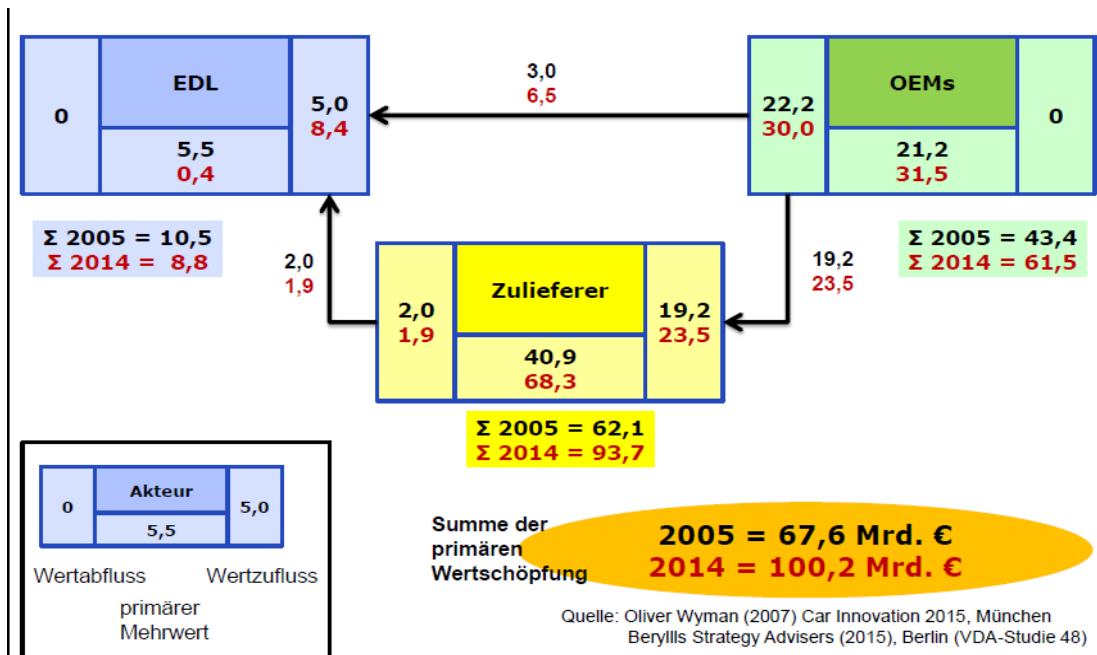 EDL
0
5,0
8,4
5,5
0,4
Σ 2005 = 10,5
Σ 2014 = 8,8
3,0
6,5
22,2
30,0
OEMs
0
21,2
31,5
Σ 2005 = 43,4
Σ 2014 = 61,5
2,0
1,9
19,2
23,5
2,0
1,9
Zulieferer
19,2
23,5
40,9
68,3
Σ 2005 = 62,1
Σ 2014 = 93,7
0
Akteur
5,0
5,5
Wertabfluss
Wertzufluss
primärer
Mehrwert
Summe der
primären
Wertschöpfung
2005 = 67,6 Mrd. €
2014 = 100,2 Mrd. €
Quelle: Oliver Wyman (2007) Car Innovation 2015, München
Beryllls Strategy Advisers (2015), Berlin (VDA-Studie 48)